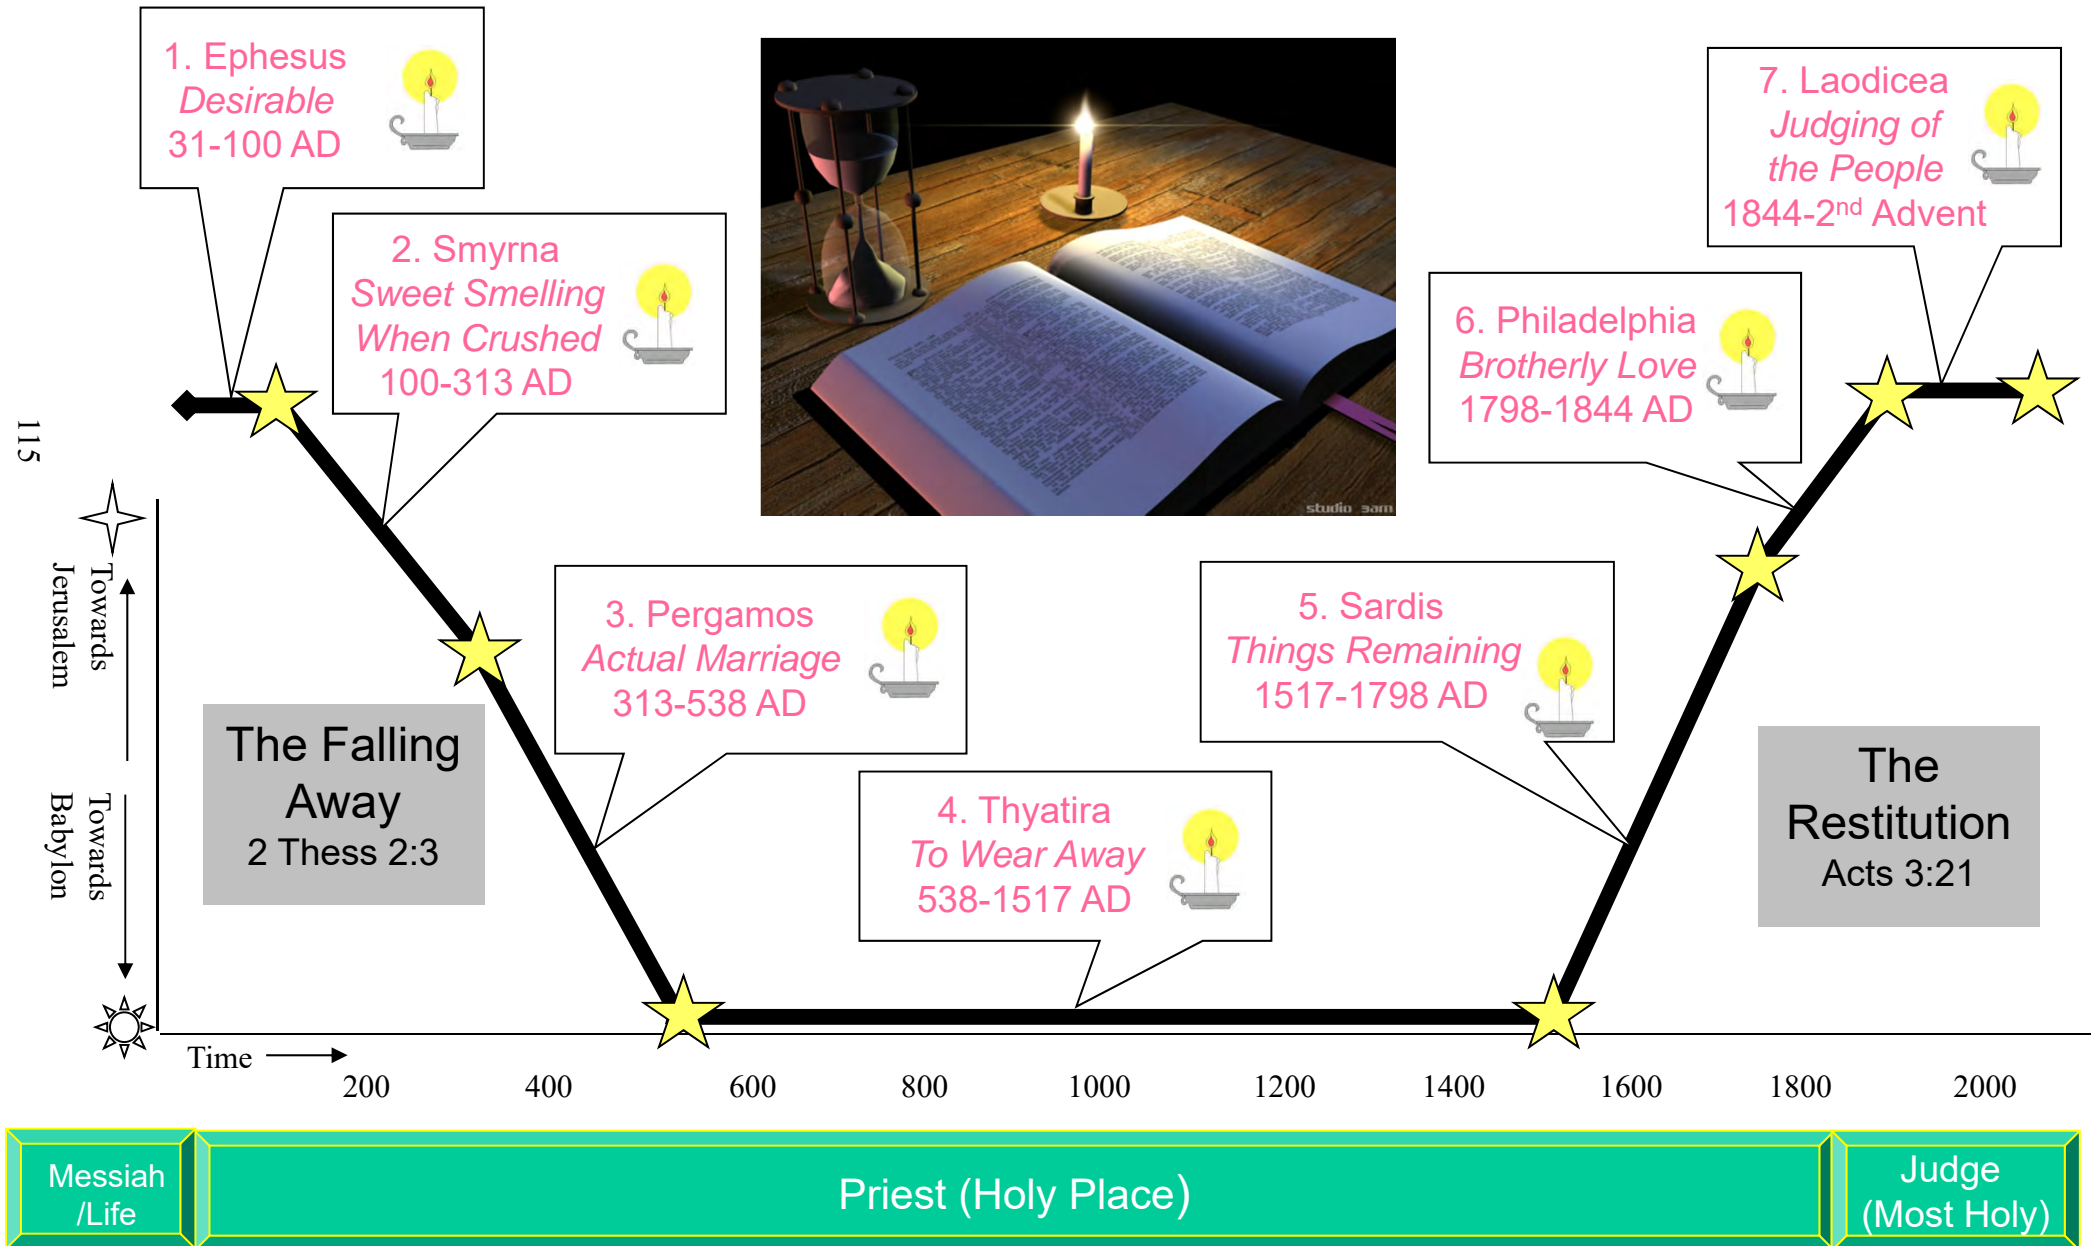 1. Ephesus
Desirable
31-100 AD
2. Smyrna
Sweet Smelling
When Crushed
100-313 AD
studio 3am
7. Laodicea
Judging of
the People
1844-2nd Advent
6. Philadelphia
Brotherly Love
1798-1844 AD
115
Towards
Jerusalem
Towards
Babylon
3. Pergamos
Actual Marriage
313-538 AD
5. Sardis
Things Remaining
1517-1798 AD
The Falling
Away
2 Thess 2:3
4. Thyatira
To Wear Away
538-1517 AD
The
Restitution
Acts 3:21
Time
200 400 600 800 1000 1200 1400 1600 1800 2000
Messiah
/Life
Priest (Holy Place)
Judge
(Most Holy)